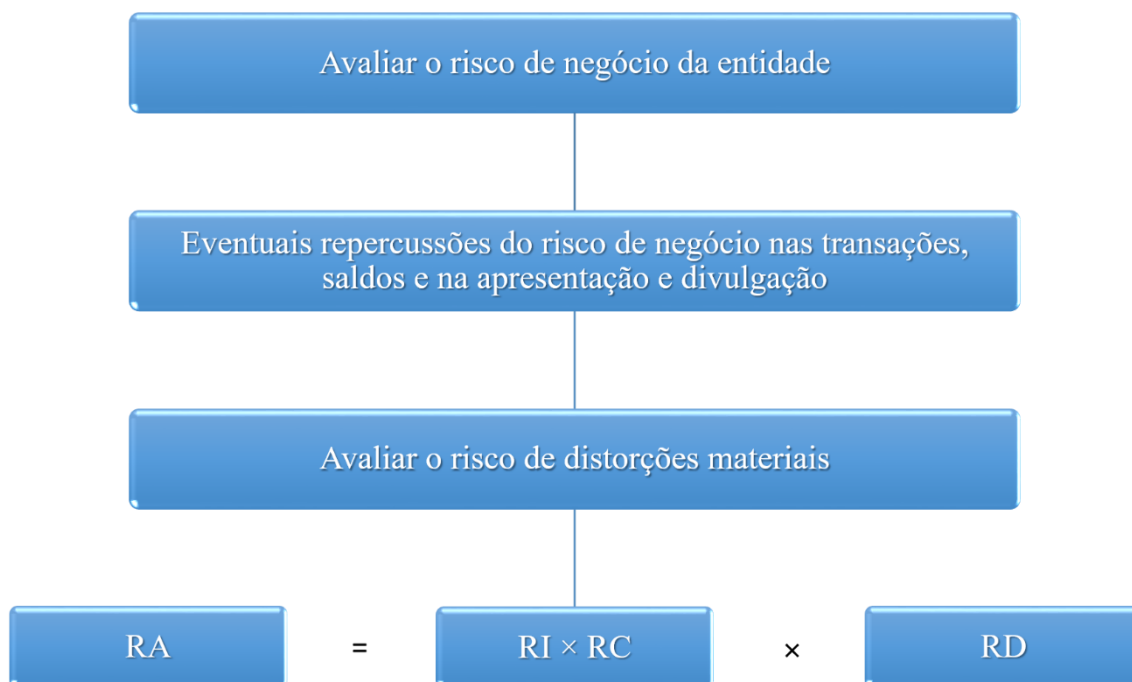 Avaliar o risco de negócio da entidade
Eventuais repercussões do risco de negócio nas transações,
saldos e na apresentação e divulgação
Avaliar o risco de distorções materiais
RA = RI × RC × RD